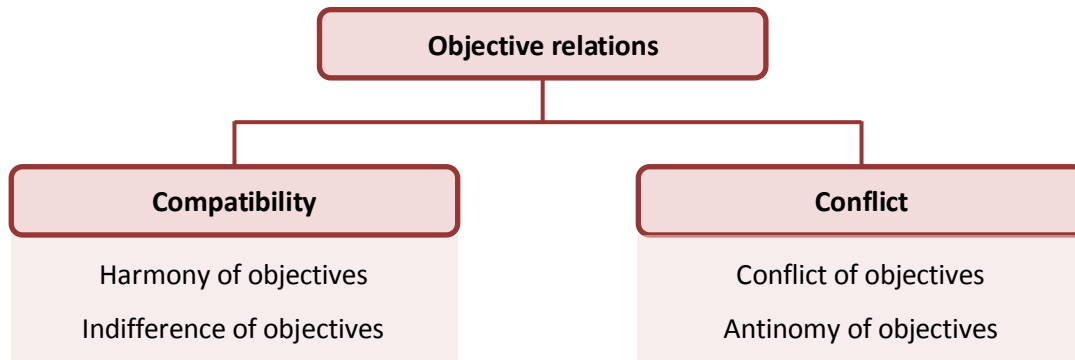 Objective relations
Compatibility
Conflict
Harmony of objectives
Conflict of objectives
Indifference of objectives
Antinomy of objectives